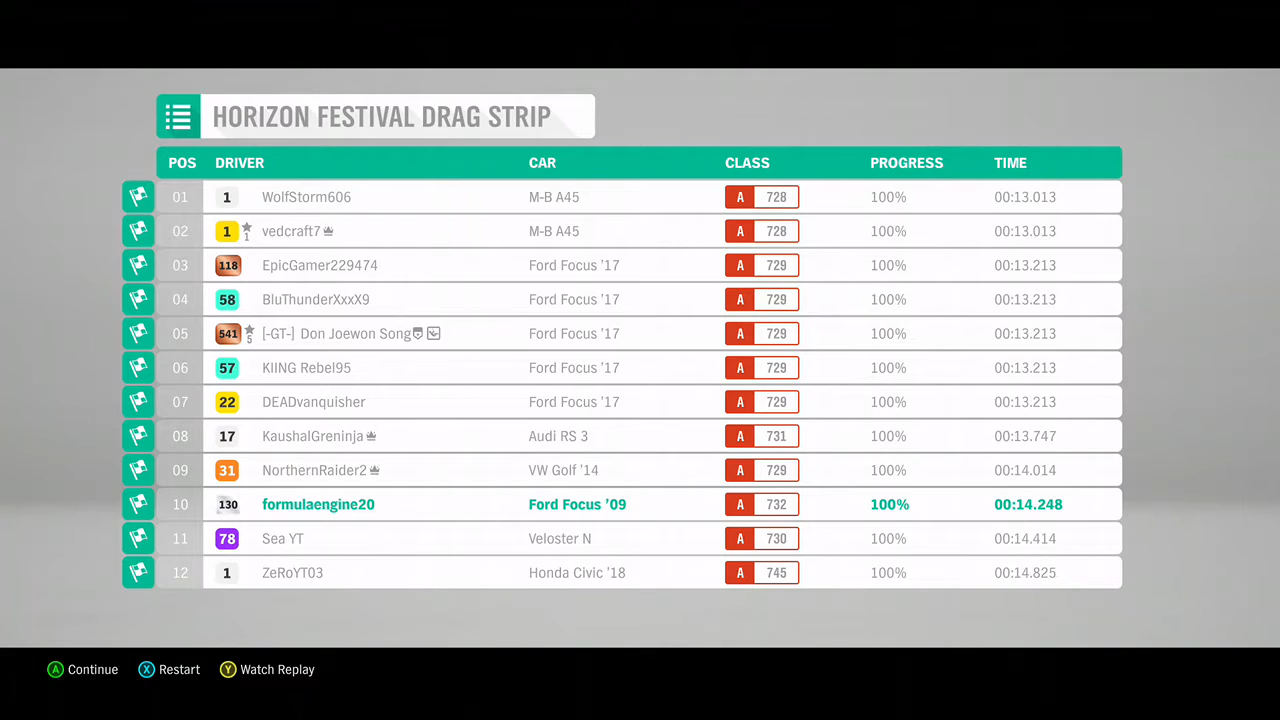 HORIZON FESTIVAL DRAG STRIP
POS DRIVER CAR CLASS PROGRESS TIME
01 1 WolfStorm606 M-B A45 A 728 100% 00:13.013
02 1 1 vedcraft7 M-B A45 A 728 100% 00:13.013
03 118 EpicGamer229474 Ford Focus '17 A 729 100% 00:13.213
04 58 BluThunderXxxX9 Ford Focus '17 A 729 100% 00:13.213
05 541 5 [-GT-] Don Joewon Song Ford Focus '17 A 729 100% 00:13.213
06 57 KIING Rebel95 Ford Focus '17 A 729 100% 00:13.213
07 22 DEADvanquisher Ford Focus '17 A 729 100% 00:13.213
08 17 KaushalGreninja Audi RS 3 A 731 100% 00:13.747
09 31 NorthernRaider2 VW Golf '14 A 729 100% 00:14.014
10 130 formulaengine20 Ford Focus '09 A 732 100% 00:14.248
11 78 Sea YT Veloster N A 730 100% 00:14.414
12 1 ZeRoYT03 Honda Civic '18 A 745 100% 00:14.825
A Continue X Restart Y Watch Replay